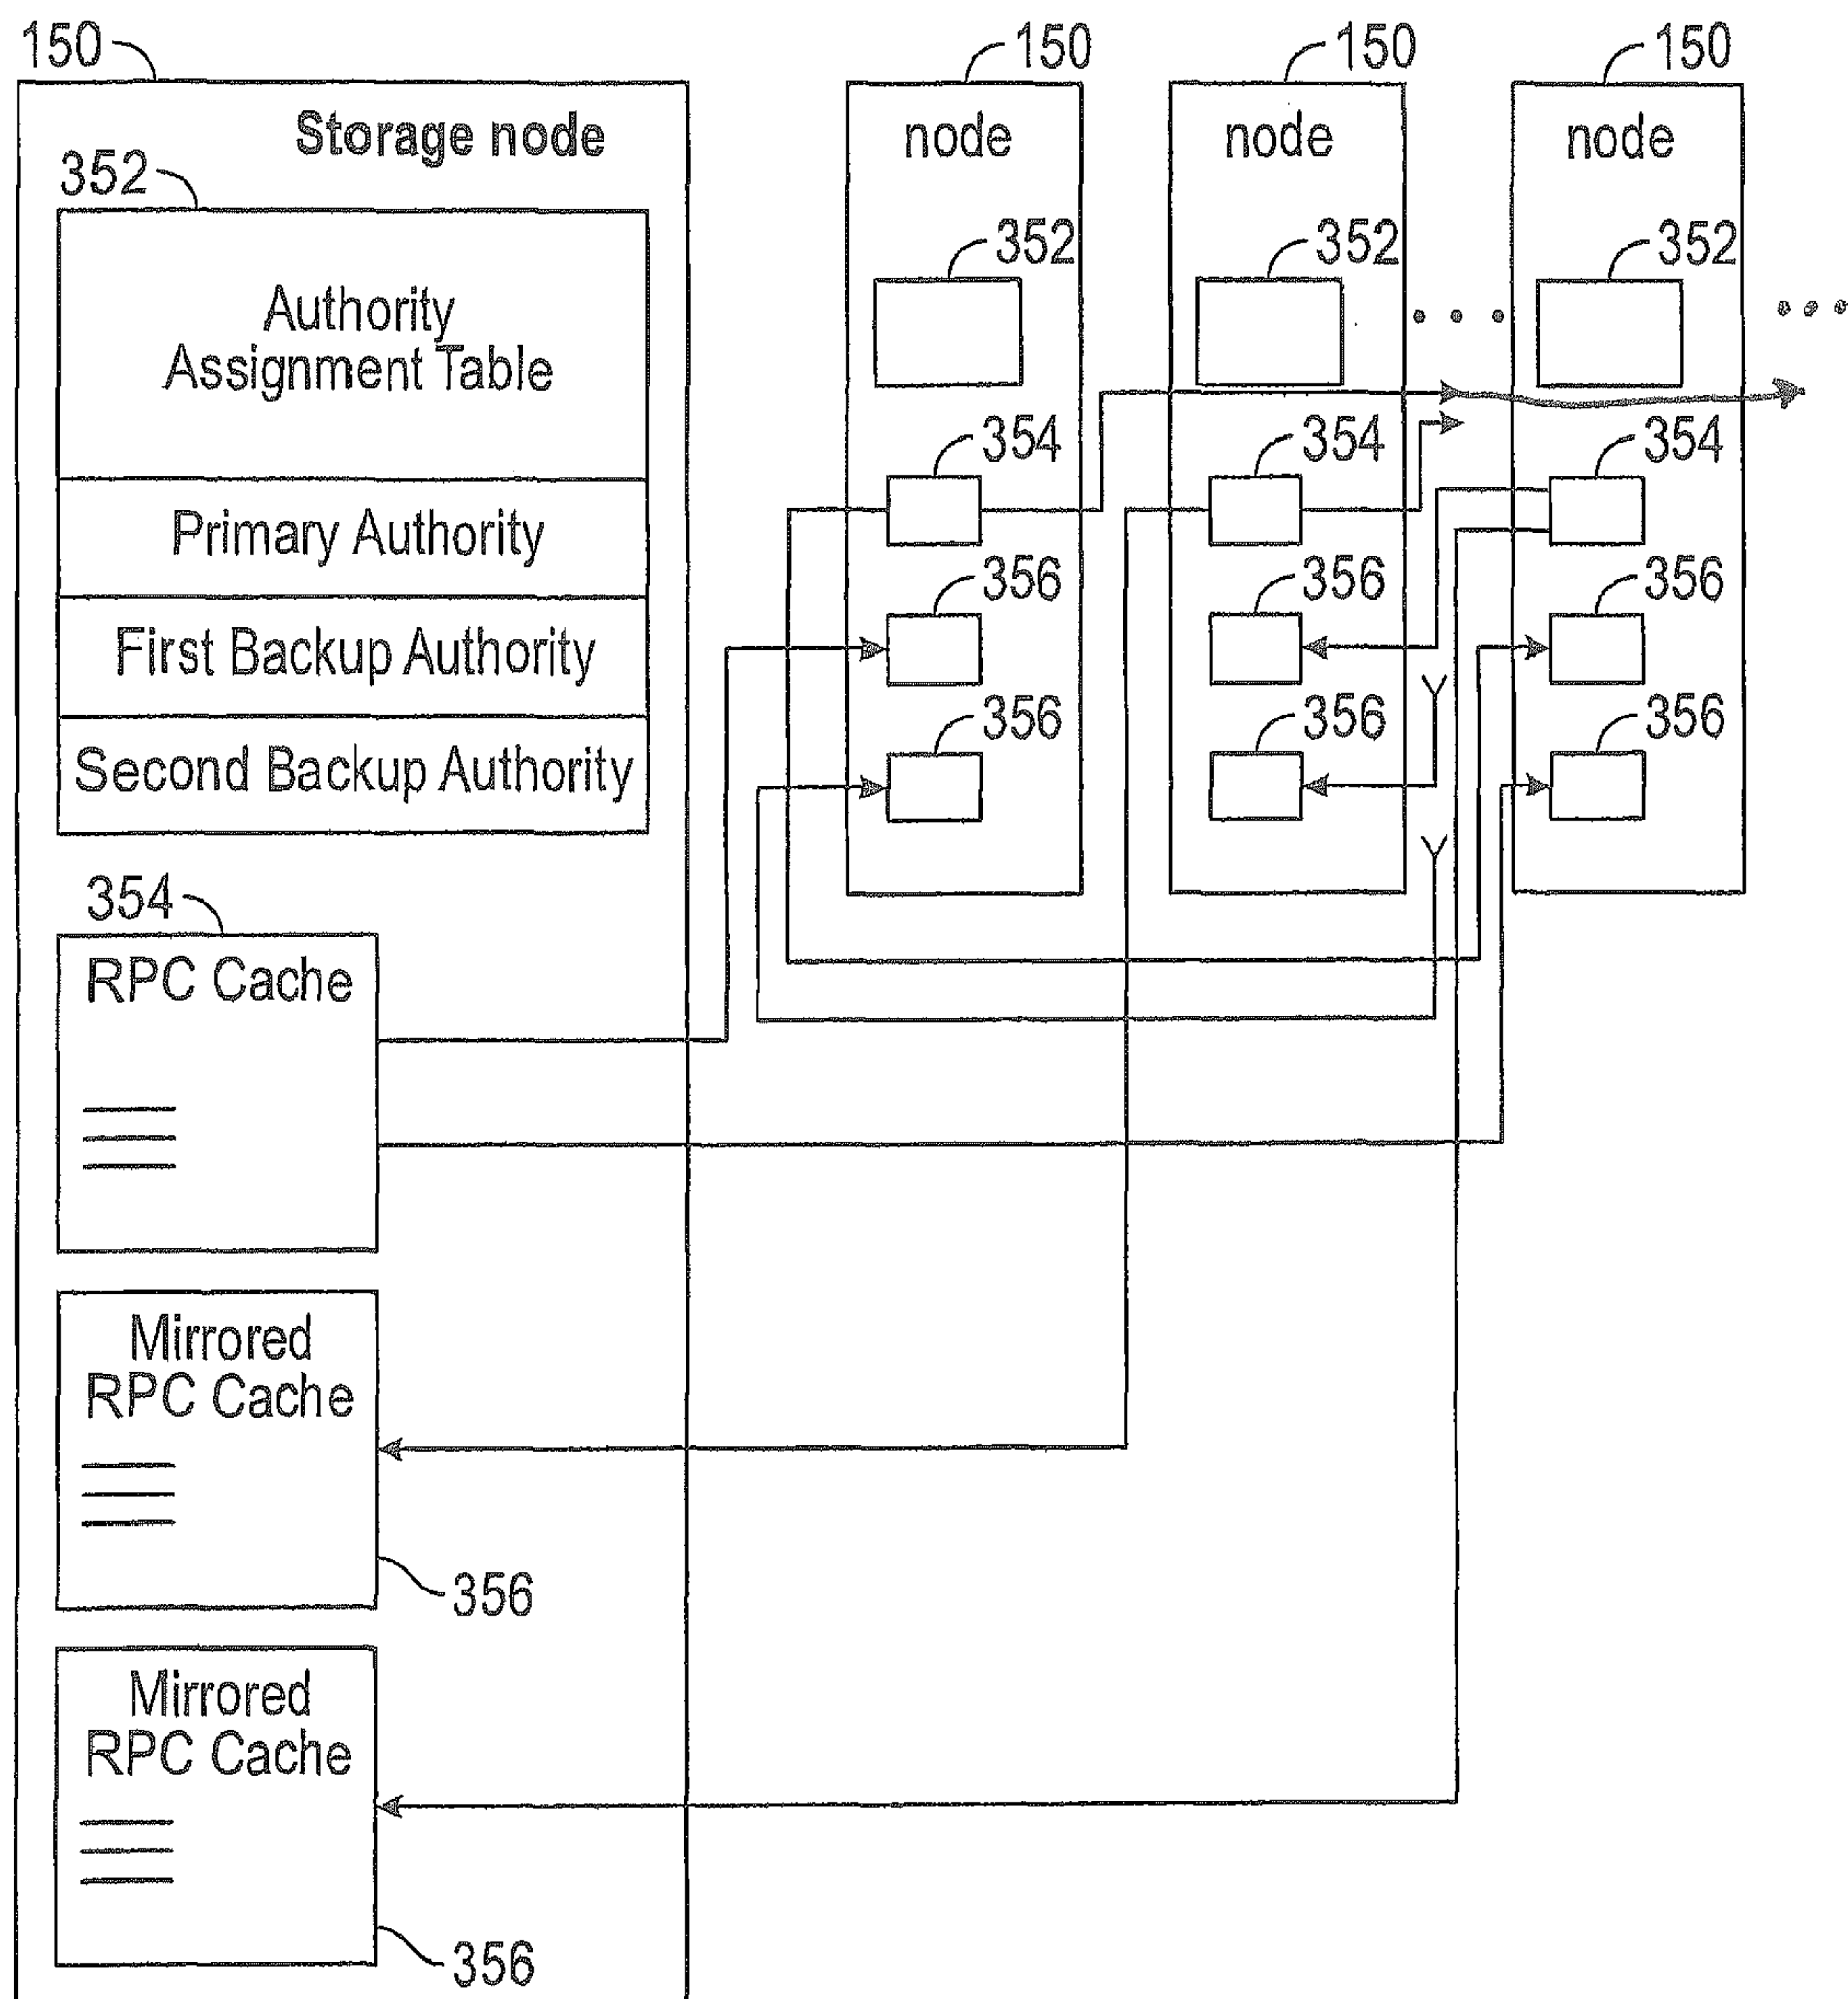 150
150
150
150
Storage node
node
node
node
352
Authority
Assignment Table
Primary Authority
First Backup Authority
Second Backup Authority
352
352
352
• • •
• • •
354
354
354
356
356
356
356
356
356
354
RPC Cache
Mirrored
RPC Cache
356
Mirrored
RPC Cache
356